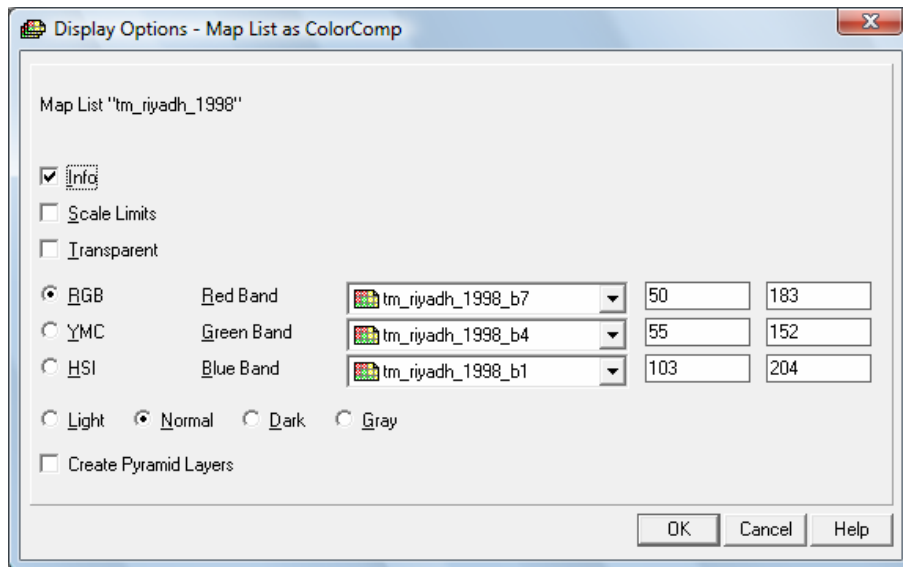 Display Options - Map List as ColorComp
Map List "tm_riyadh_1998"
Info
Scale Limits
Transparent
RGB Red Band tm_riyadh_1998_b7 50 183
YMC Green Band tm_riyadh_1998_b4 55 152
HSI Blue Band tm_riyadh_1998_b1 103 204
Light Normal Dark Gray
Create Pyramid Layers
OK Cancel Help